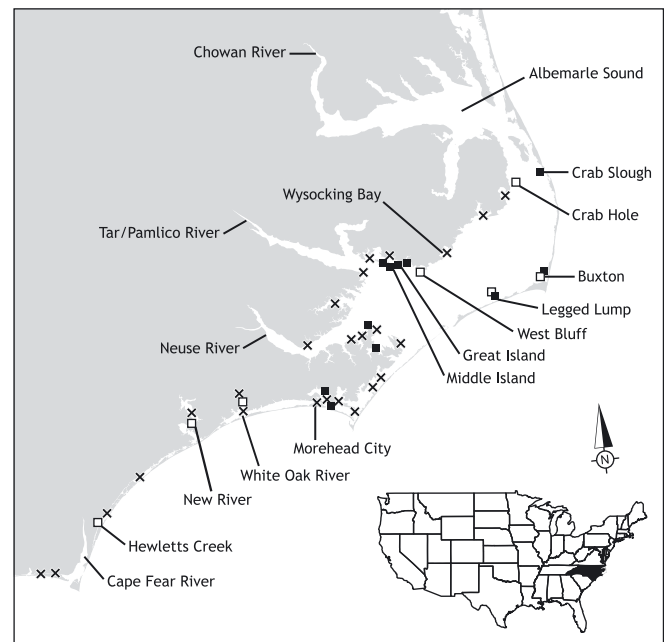 Chowan River
Albemarle Sound
Crab Slough
Wysocking Bay
Crab Hole
Tar/Pamlico River
Buxton
Legged Lump
West Bluff
Neuse River
Great Island
Middle Island
Morehead City
White Oak River
N
New River
Hewletts Creek
Cape Fear River